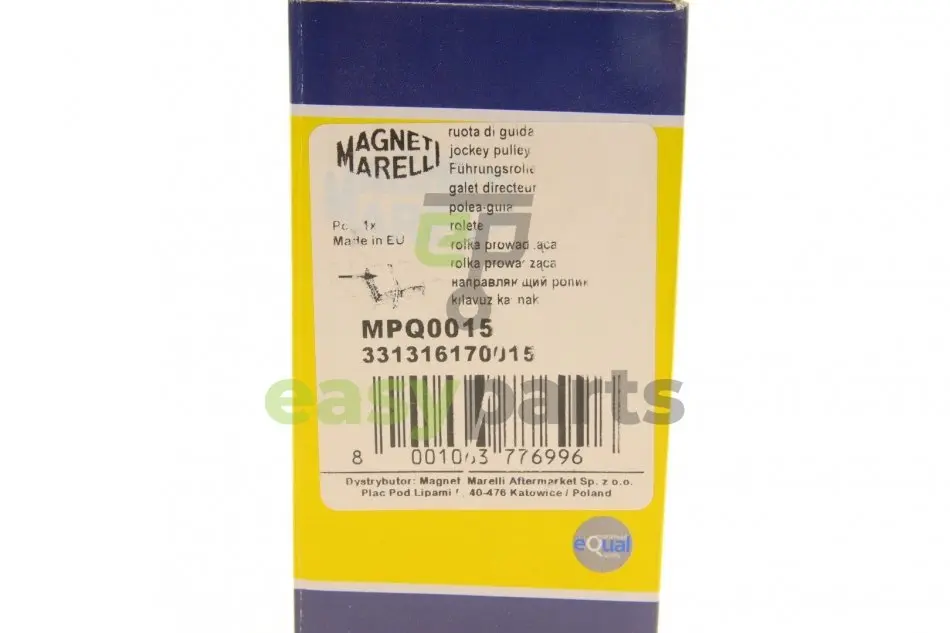 MAGNETI MARELLI
ruota di guida
jockey pulley
Führungsrolle
galet directeur
polea-guia
rolete
rolka prowadząca
rolka prowadząca
направляющий ролик
kılavuz kasnak
1x
Made in EU
MPQ0015
331316170015
easyparts
8 001063 776996
Dystrybutor: Magneti Marelli Aftermarket Sp. z o.o.
Plac Pod Lipami 40-476 Katowice / Poland
eQual